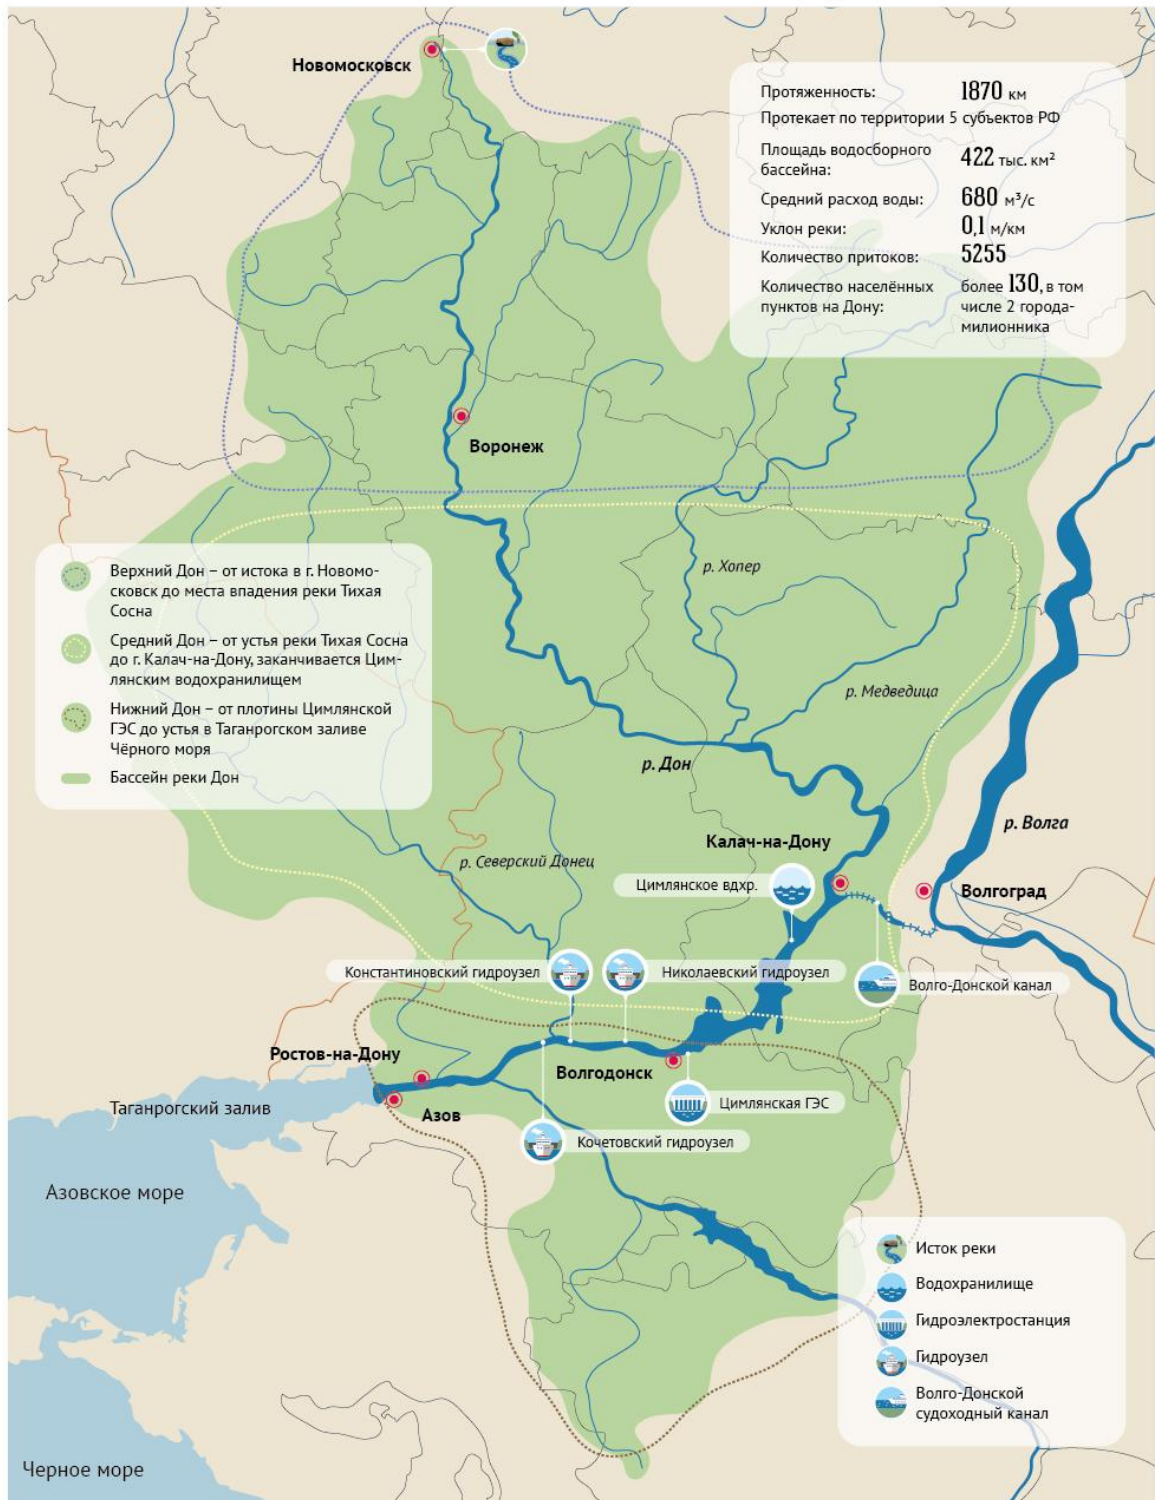 Новомосковск
Протяженность: 1870 км
Протекает по территории 5 субъектов РФ
Площадь водосборного
бассейна: 422 тыс. км²
Средний расход воды: 680 м³/с
Уклон реки: 0,1 м/км
Количество притоков: 5255
Количество населённых
пунктов на Дону:
более 130, в том
числе 2 города-
милионника
Воронеж
р. Хопер
Верхний Дон – от истока в г. Новомо-
сковск до места впадения реки Тихая
Сосна
Средний Дон – от устья реки Тихая Сосна
до г. Калач-на-Дону, заканчивается Цим-
лянским водохранилищем
Нижний Дон – от плотины Цимлянской
ГЭС до устья в Таганрогском заливе
Чёрного моря
Бассейн реки Дон
р. Медведица
р. Дон
р. Волга
Калач-на-Дону
р. Северский Донец
Цимлянское вдхр.
Волгоград
Константиновский гидроузел
Николаевский гидроузел
Волго-Донской канал
Ростов-на-Дону
Волгодонск
Таганрогский залив
Азов
Цимлянская ГЭС
Кочетовский гидроузел
Азовское море
Исток реки
Водохранилище
Гидроэлектростанция
Гидроузел
Волго-Донской
судоходный канал
Черное море